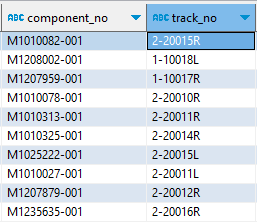 ABC component_no ABC track_no
M1010082-001 2-20015R
M1208002-001 1-10018L
M1207959-001 1-10017R
M1010078-001 2-20010R
M1010313-001 2-20011R
M1010325-001 2-20014R
M1025222-001 2-20015L
M1010027-001 2-20011L
M1207879-001 2-20012R
M1235635-001 2-20016R